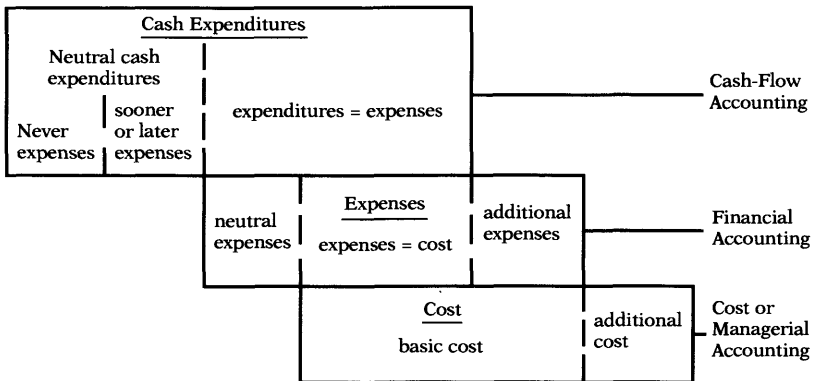 Cash Expenditures
Neutral cash
expenditures
Never
expenses
sooner
or later
expenses
expenditures = expenses
Cash-Flow
Accounting
neutral
expenses
Expenses
expenses = cost
additional
expenses
Financial
Accounting
Cost
basic cost
additional
cost
Cost or
Managerial
Accounting